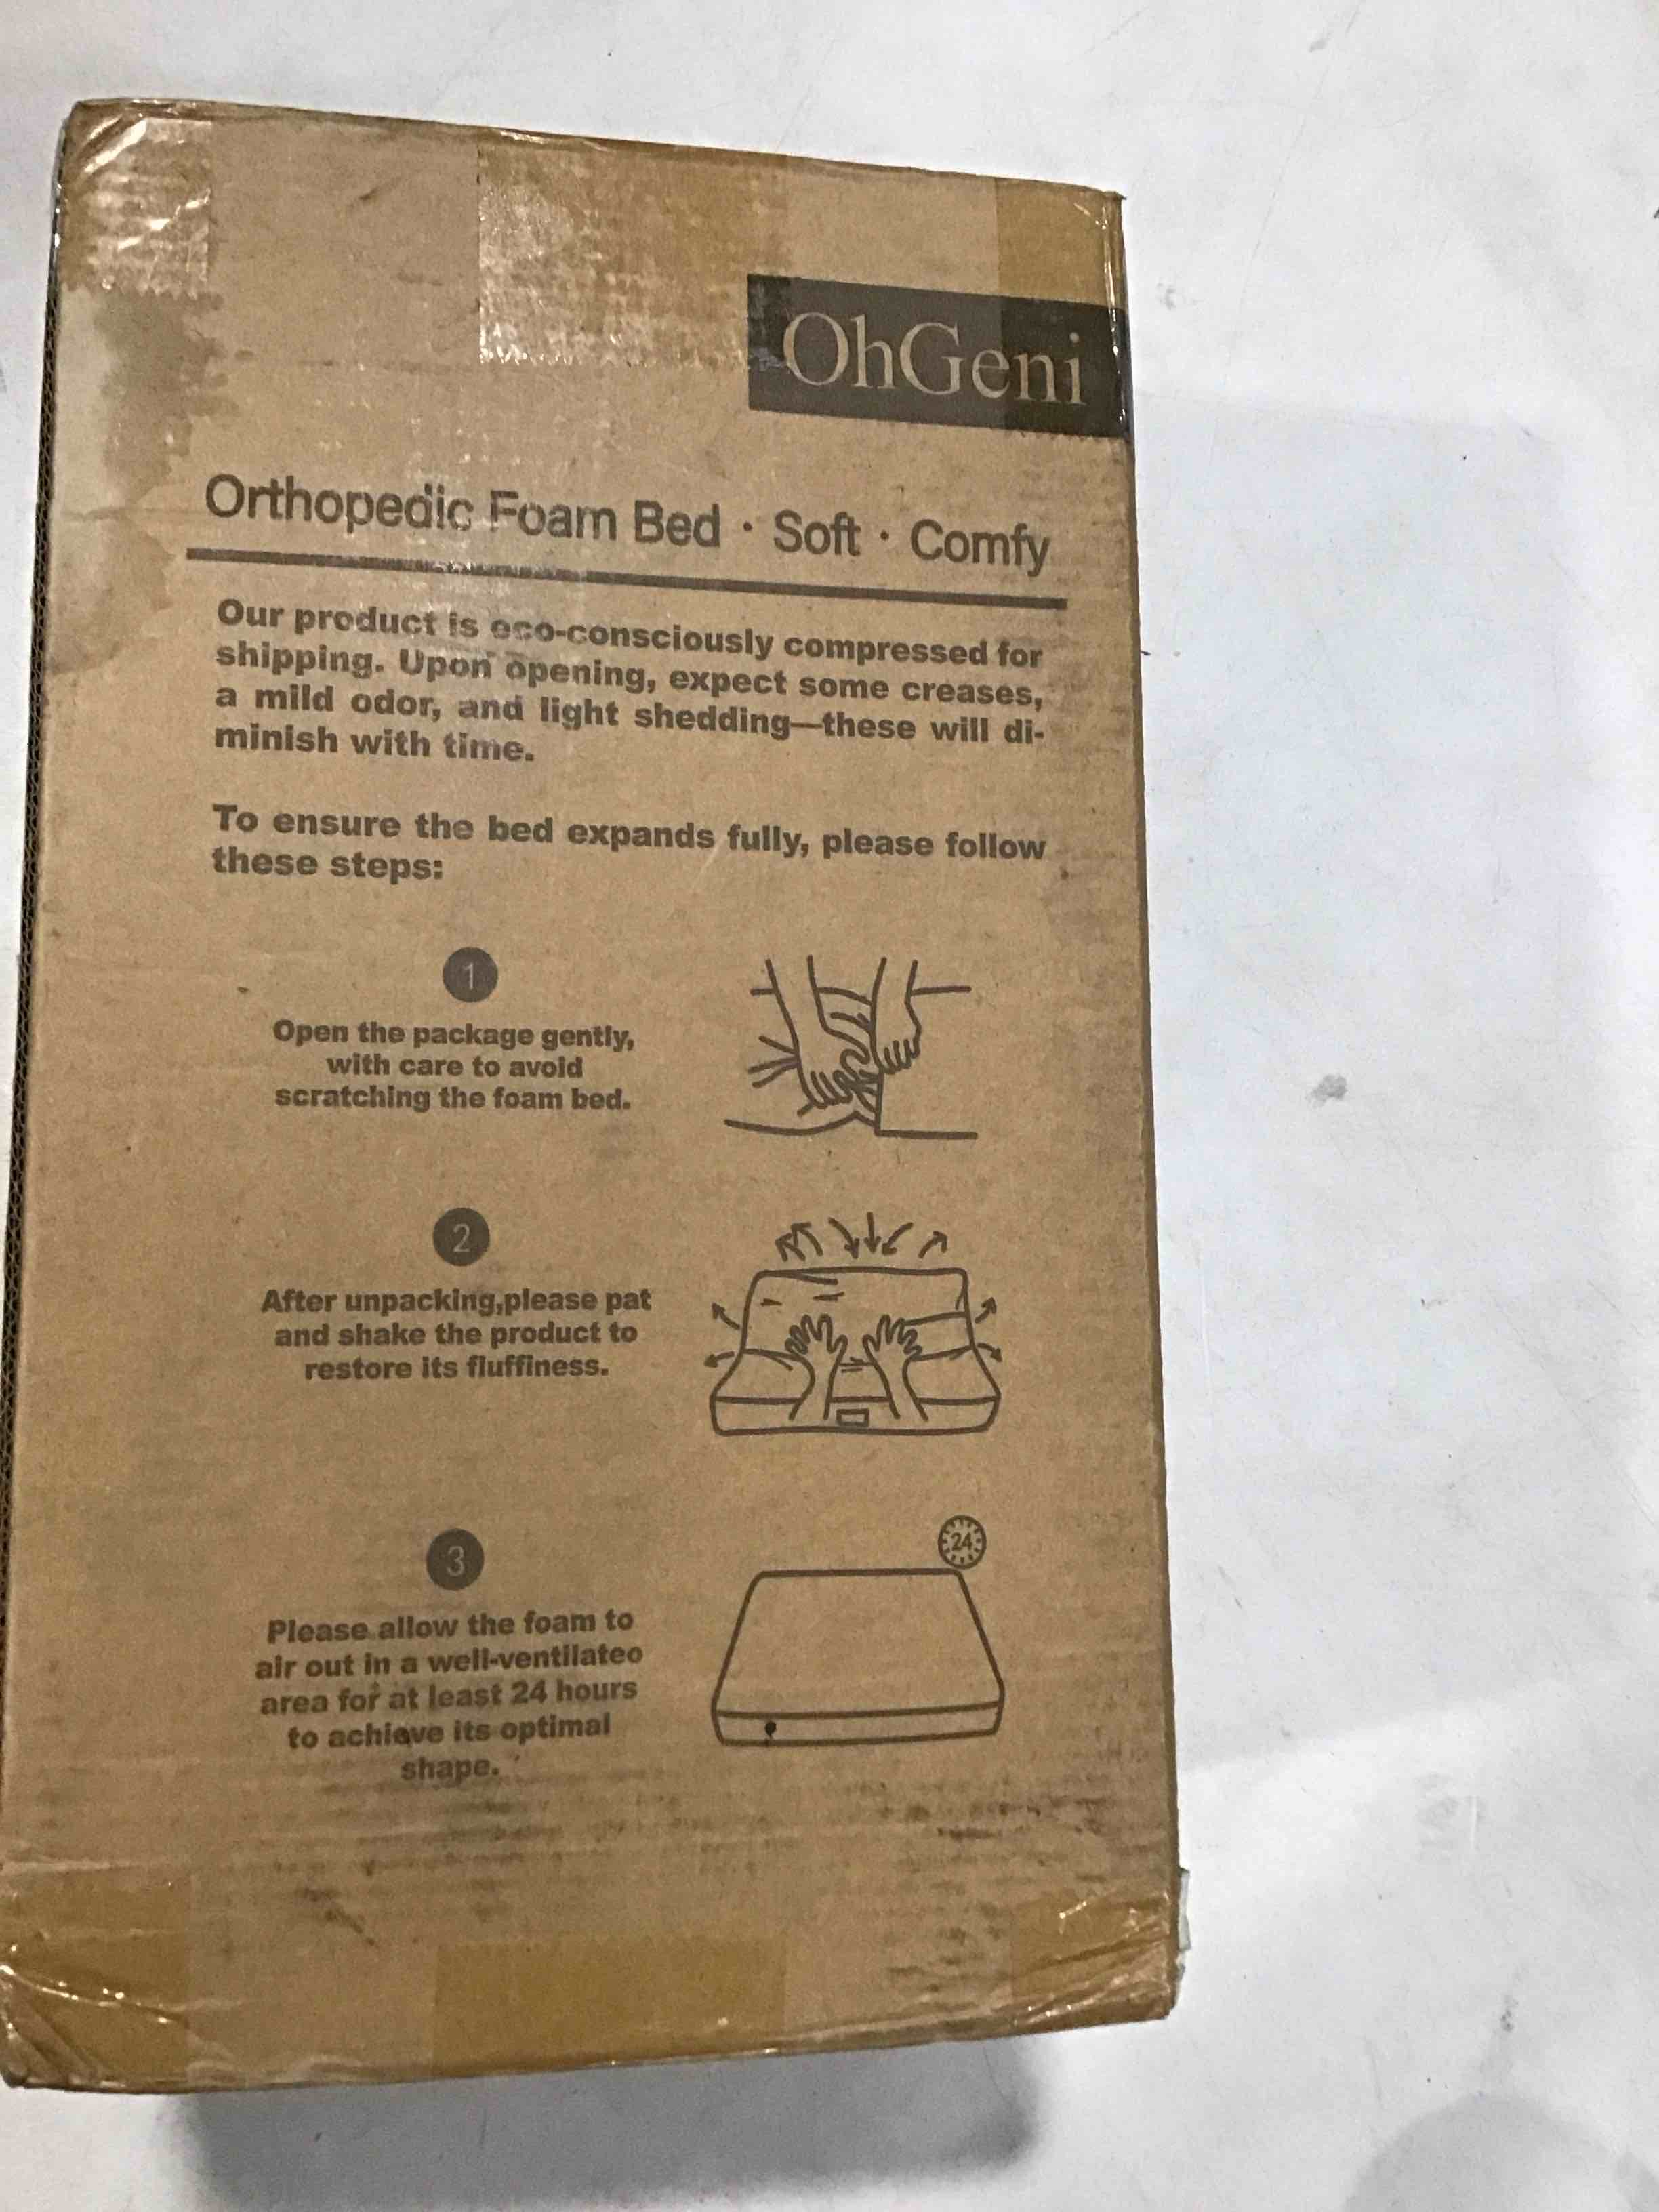 OhGeni
Orthopedic Foam Bed · Soft · Comfy
Our product is eco-consciously compressed for
shipping. Upon opening, expect some creases,
a mild odor, and light shedding—these will di-
minish with time.
To ensure the bed expands fully, please follow
these steps:
1
Open the package gently,
with care to avoid
scratching the foam bed.
2
After unpacking,please pat
and shake the product to
restore its fluffiness.
3
24
Please allow the foam to
air out in a well-ventilated
area for at least 24 hours
to achieve its optimal
shape.